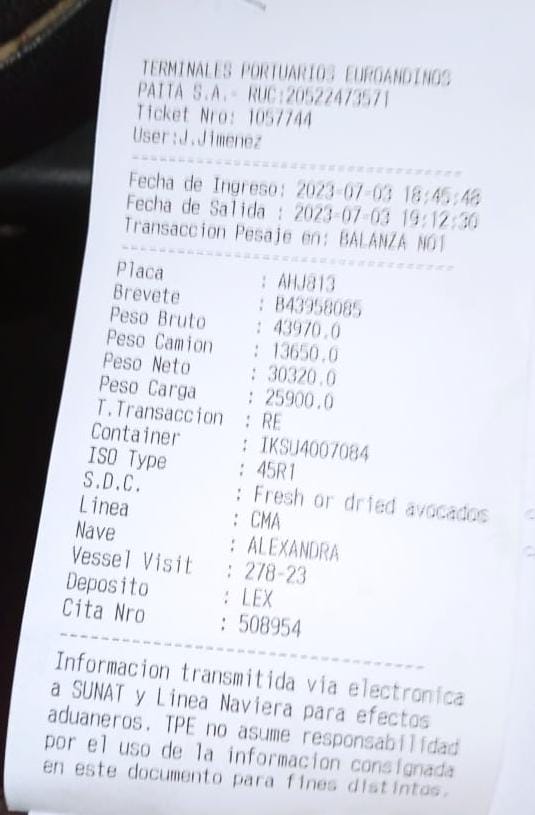 TERMINALES PORTUARIOS EUROANDINOS
PAITA S.A.- RUC:20522473571
Ticket Nro: 1057744
User:J.Jimenez
Fecha de Ingreso: 2023-07-03 18:45:48
Fecha de Salida : 2023-07-03 19:12:30
Transaccion Pesaje en: BALANZA NO1
Placa : AHJ813
Brevete : B43958085
Peso Bruto : 43970.0
Peso Camion : 13650.0
Peso Neto : 30320.0
Peso Carga : 25900.0
T.Transaccion : RE
Container : IKSU4007084
ISO Type : 45R1
S.D.C. : Fresh or dried avocados
Linea : CMA
Nave : ALEXANDRA
Vessel Visit : 278-23
Deposito : LEX
Cita Nro : 508954
Informacion transmitida via electronica
a SUNAT y Linea Naviera para efectos
aduaneros. TPE no asume responsabilidad
por el uso de la informacion consignada
en este documento para fines distintos.